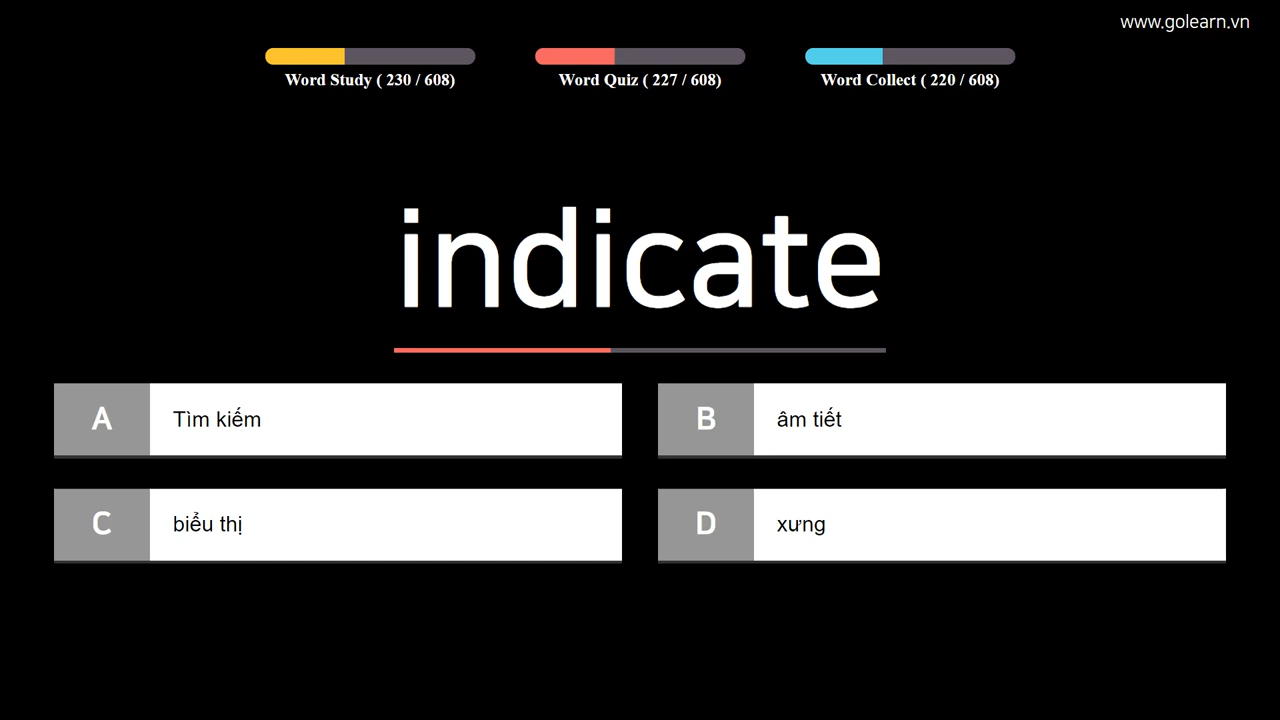 www.golearn.vn
Word Study ( 230 / 608)
Word Quiz ( 227 / 608)
Word Collect ( 220 / 608)
indicate
A Tìm kiếm
B âm tiết
C biểu thị
D xưng